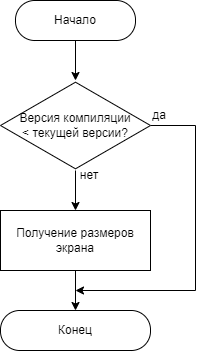 Начало
Версия компиляции
< текущей версии?
да
нет
Получение размеров
экрана
Конец